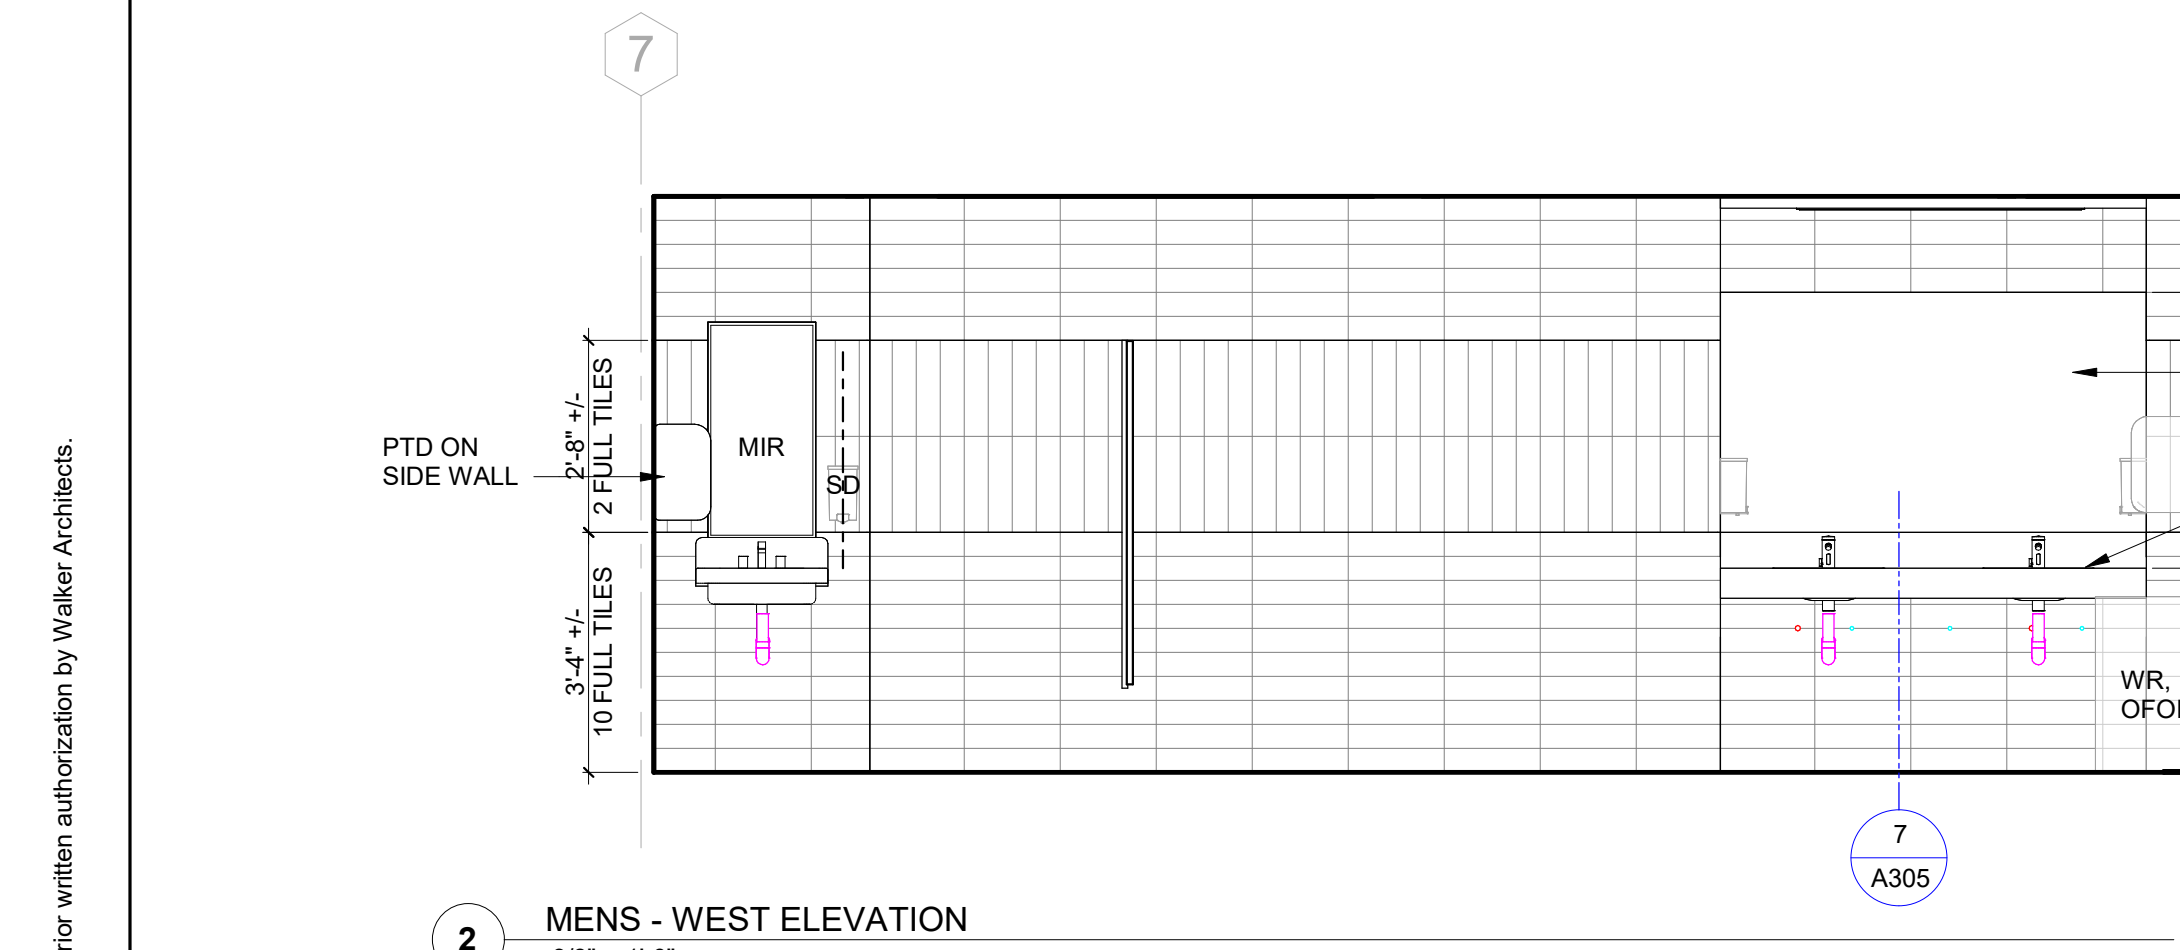 7
PTD ON
SIDE WALL
2'-8" +/-
2 FULL TILES
3'-4" +/-
10 FULL TILES
MIR
SD
WR,
7
A305
2
MENS - WEST ELEVATION
rior written authorization by Walker Architects.